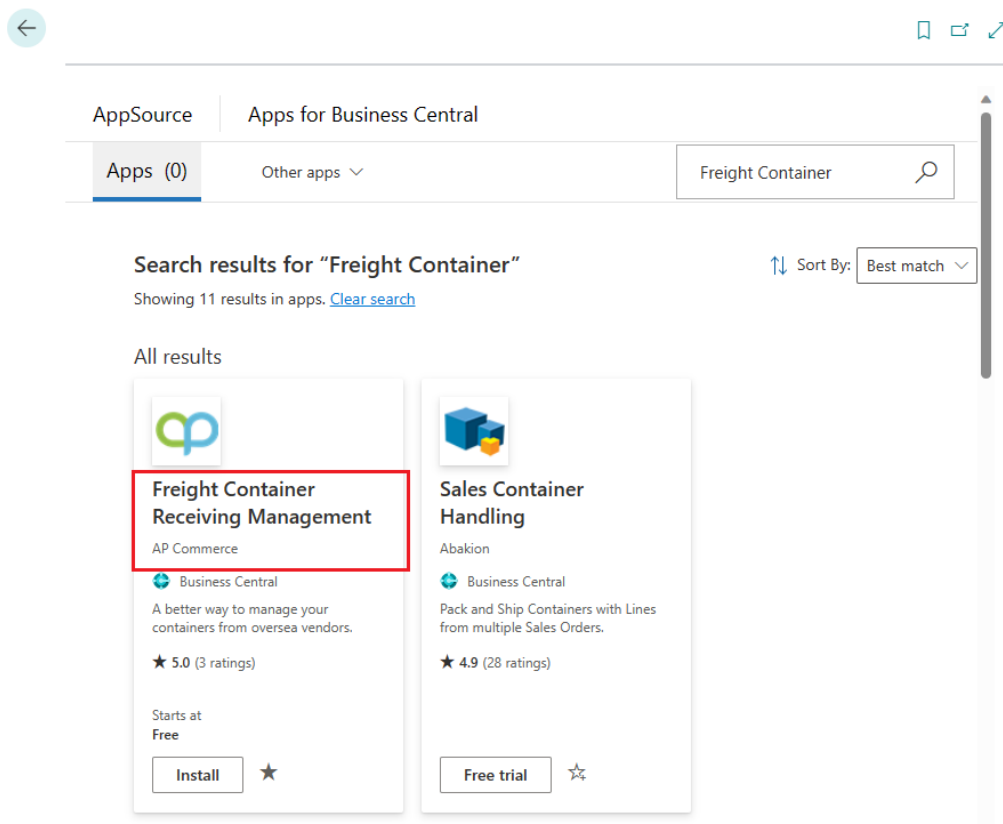 AppSource
Apps for Business Central
Apps (0)
Other apps
Freight Container
Search results for “Freight Container”
Sort By:
Best match
Showing 11 results in apps. Clear search
All results
Freight Container
Receiving Management
AP Commerce
Business Central
A better way to manage your
containers from oversea vendors.
5.0 (3 ratings)
Starts at
Free
Install
Sales Container
Handling
Abakion
Business Central
Pack and Ship Containers with Lines
from multiple Sales Orders.
4.9 (28 ratings)
Free trial